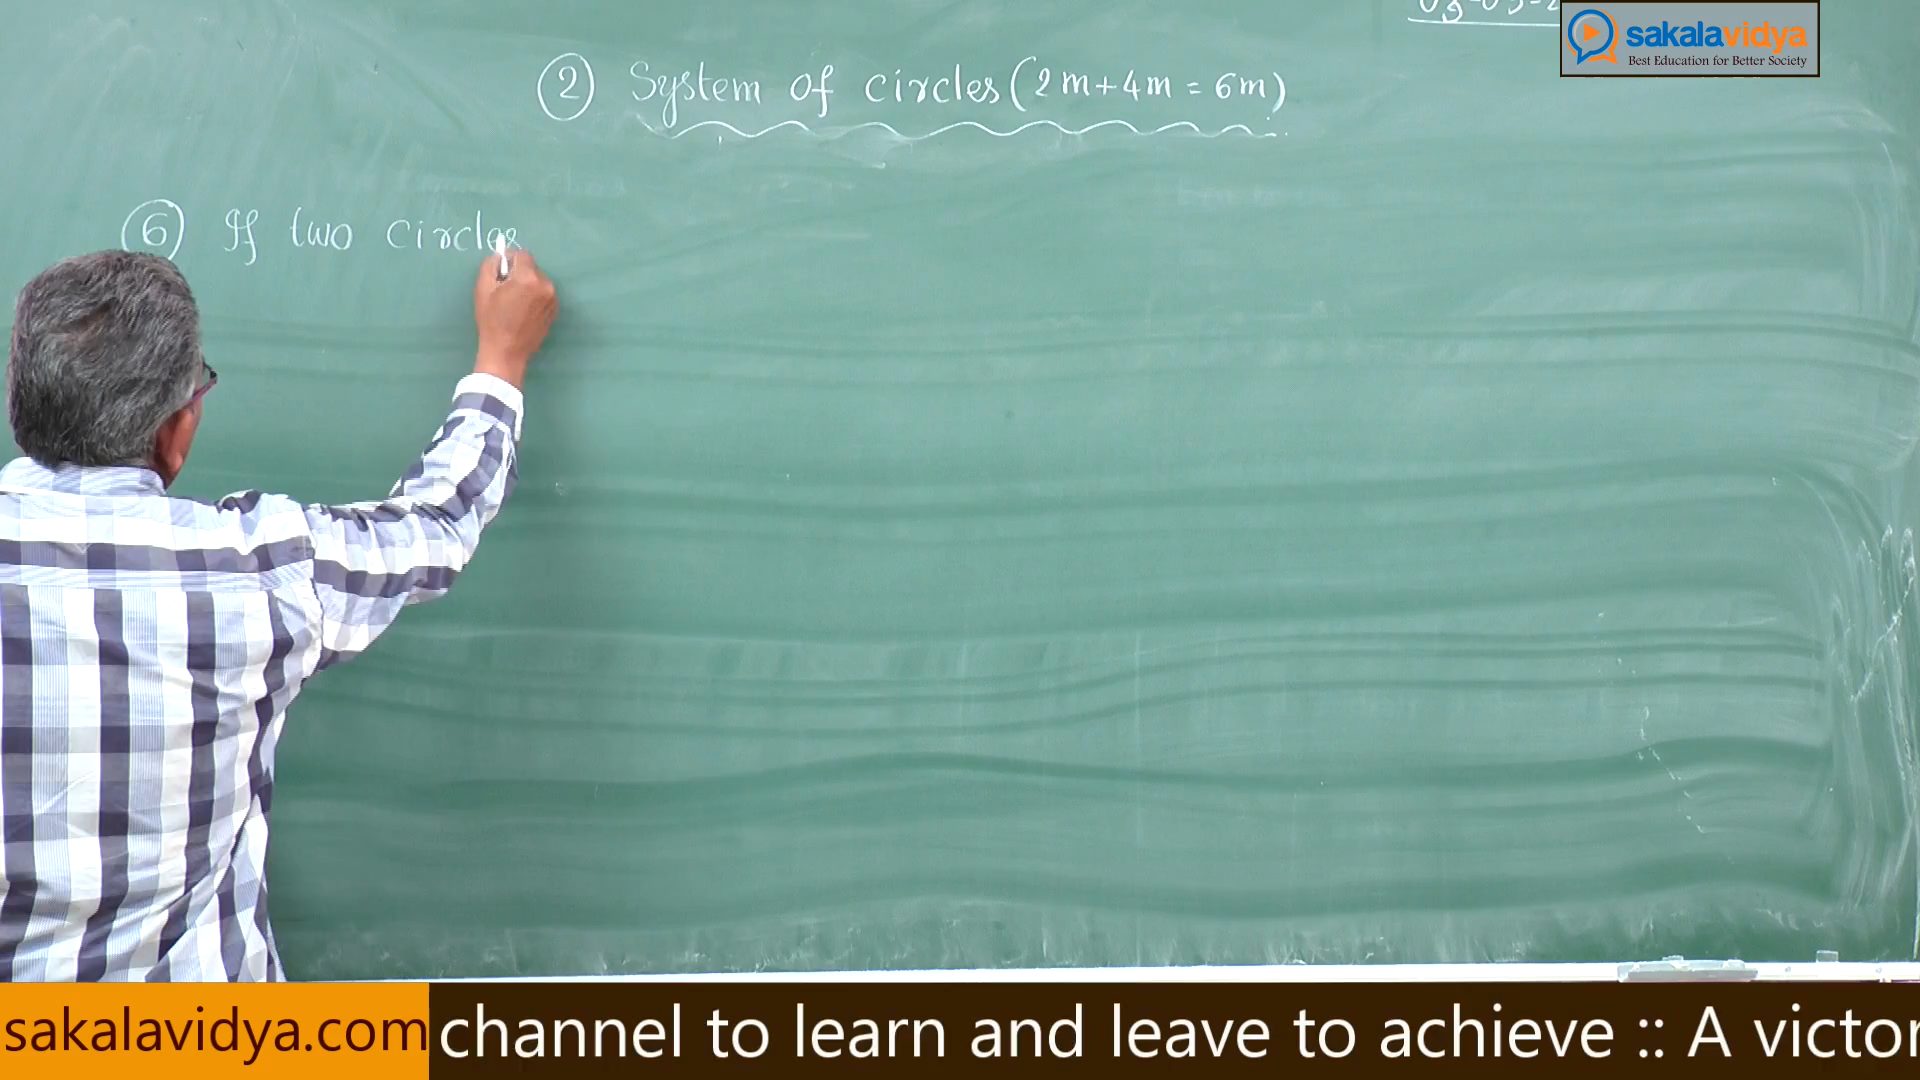 sakalavidya
Best Education for Better Society
② System of circles (2m+4m = 6m)
⑥ If two circles
sakalavidya.com channel to learn and leave to achieve :: A victor